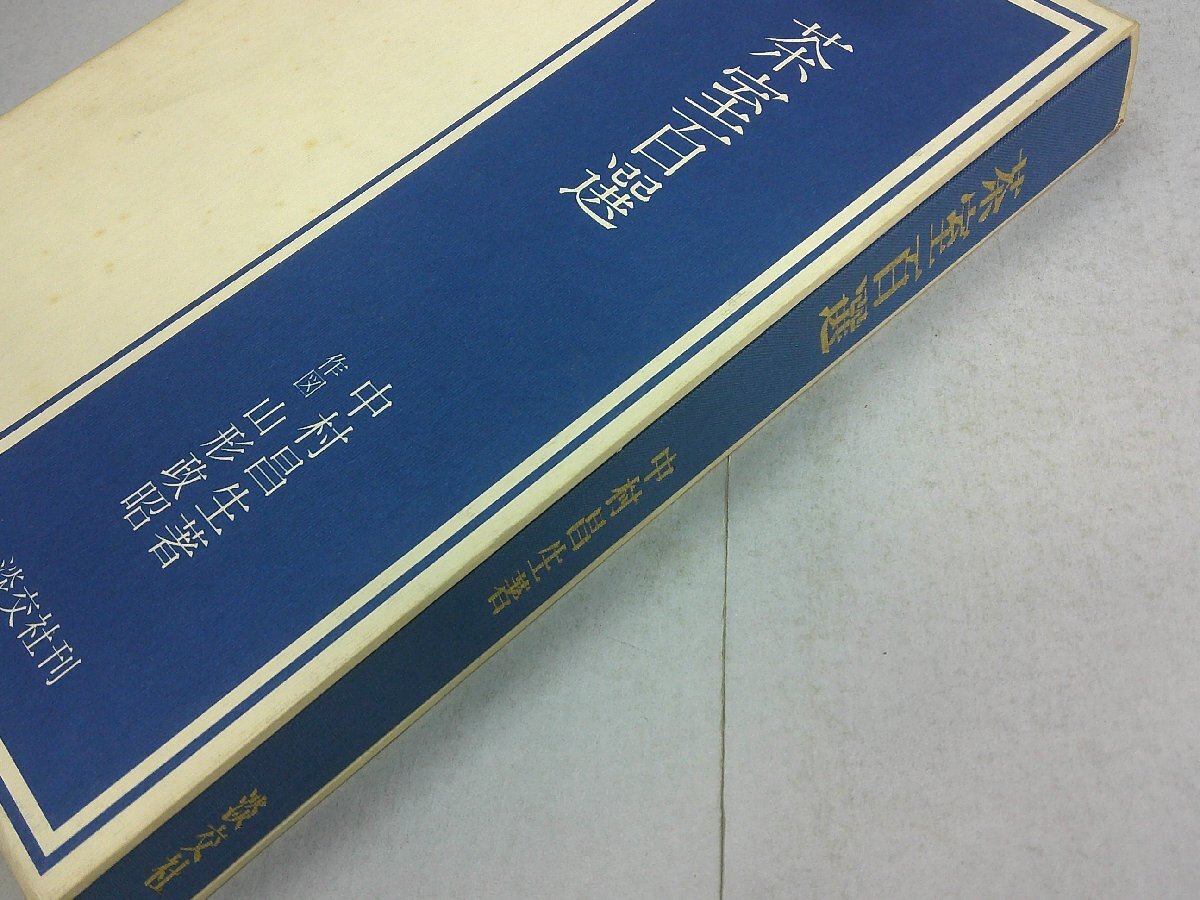 茶室百選
中村昌生著
作図 山形政昭
淡交社刊
茶室百選
中村昌生著
淡交社